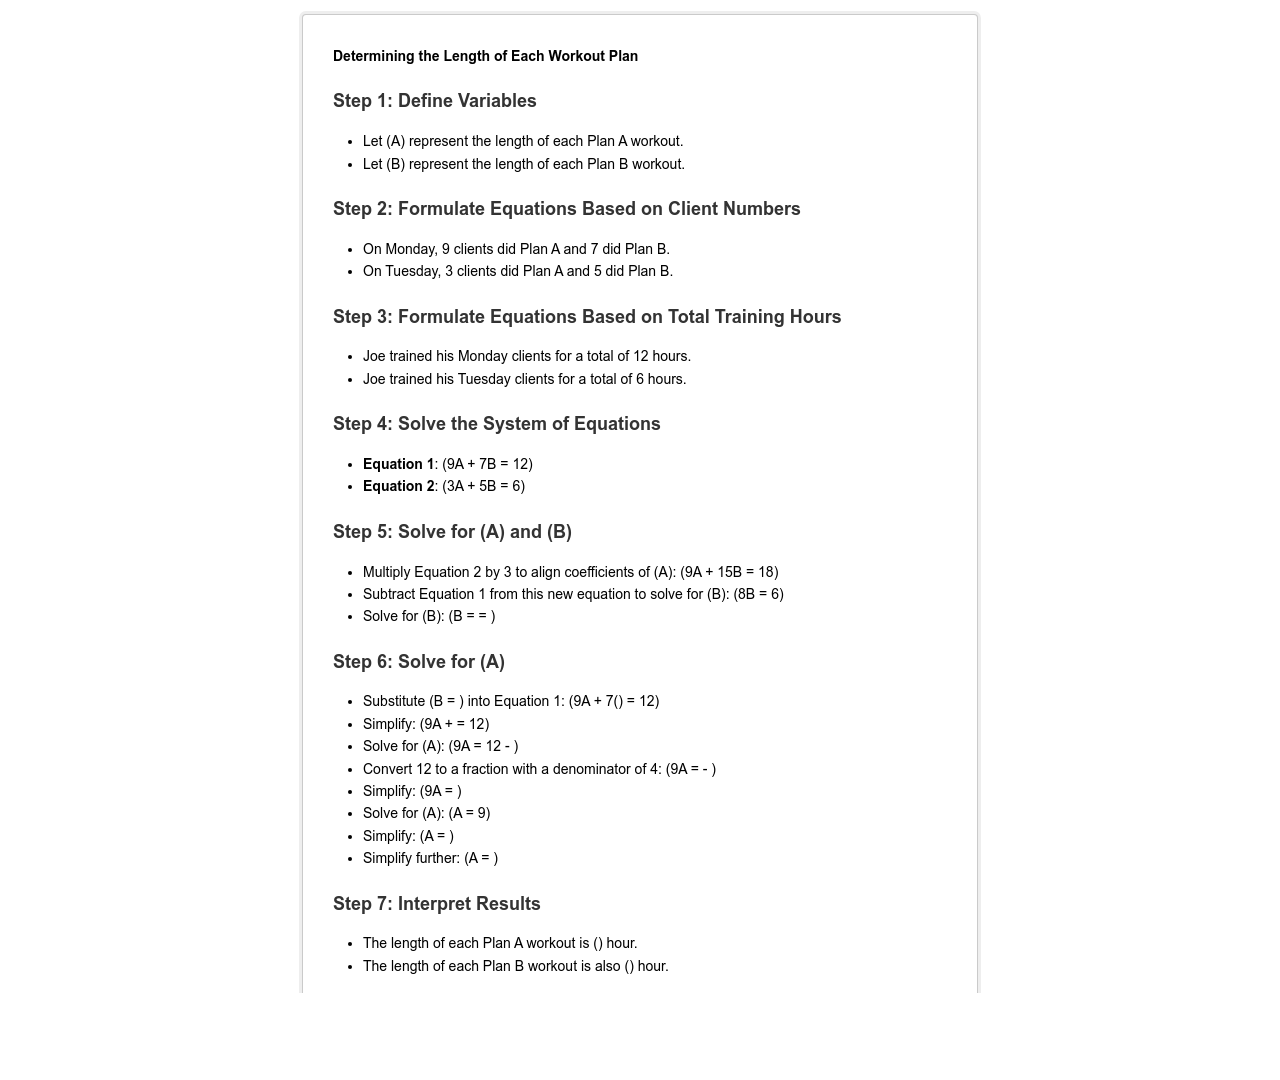 Determining the Length of Each Workout Plan
Step 1: Define Variables
• Let (A) represent the length of each Plan A workout.
• Let (B) represent the length of each Plan B workout.
Step 2: Formulate Equations Based on Client Numbers
• On Monday, 9 clients did Plan A and 7 did Plan B.
• On Tuesday, 3 clients did Plan A and 5 did Plan B.
Step 3: Formulate Equations Based on Total Training Hours
• Joe trained his Monday clients for a total of 12 hours.
• Joe trained his Tuesday clients for a total of 6 hours.
Step 4: Solve the System of Equations
• Equation 1: (9A + 7B = 12)
• Equation 2: (3A + 5B = 6)
Step 5: Solve for (A) and (B)
• Multiply Equation 2 by 3 to align coefficients of (A): (9A + 15B = 18)
• Subtract Equation 1 from this new equation to solve for (B): (8B = 6)
• Solve for (B): (B = = )
Step 6: Solve for (A)
• Substitute (B = ) into Equation 1: (9A + 7() = 12)
• Simplify: (9A + = 12)
• Solve for (A): (9A = 12 - )
• Convert 12 to a fraction with a denominator of 4: (9A = - )
• Simplify: (9A = )
• Solve for (A): (A = 9)
• Simplify: (A = )
• Simplify further: (A = )
Step 7: Interpret Results
• The length of each Plan A workout is () hour.
• The length of each Plan B workout is also () hour.